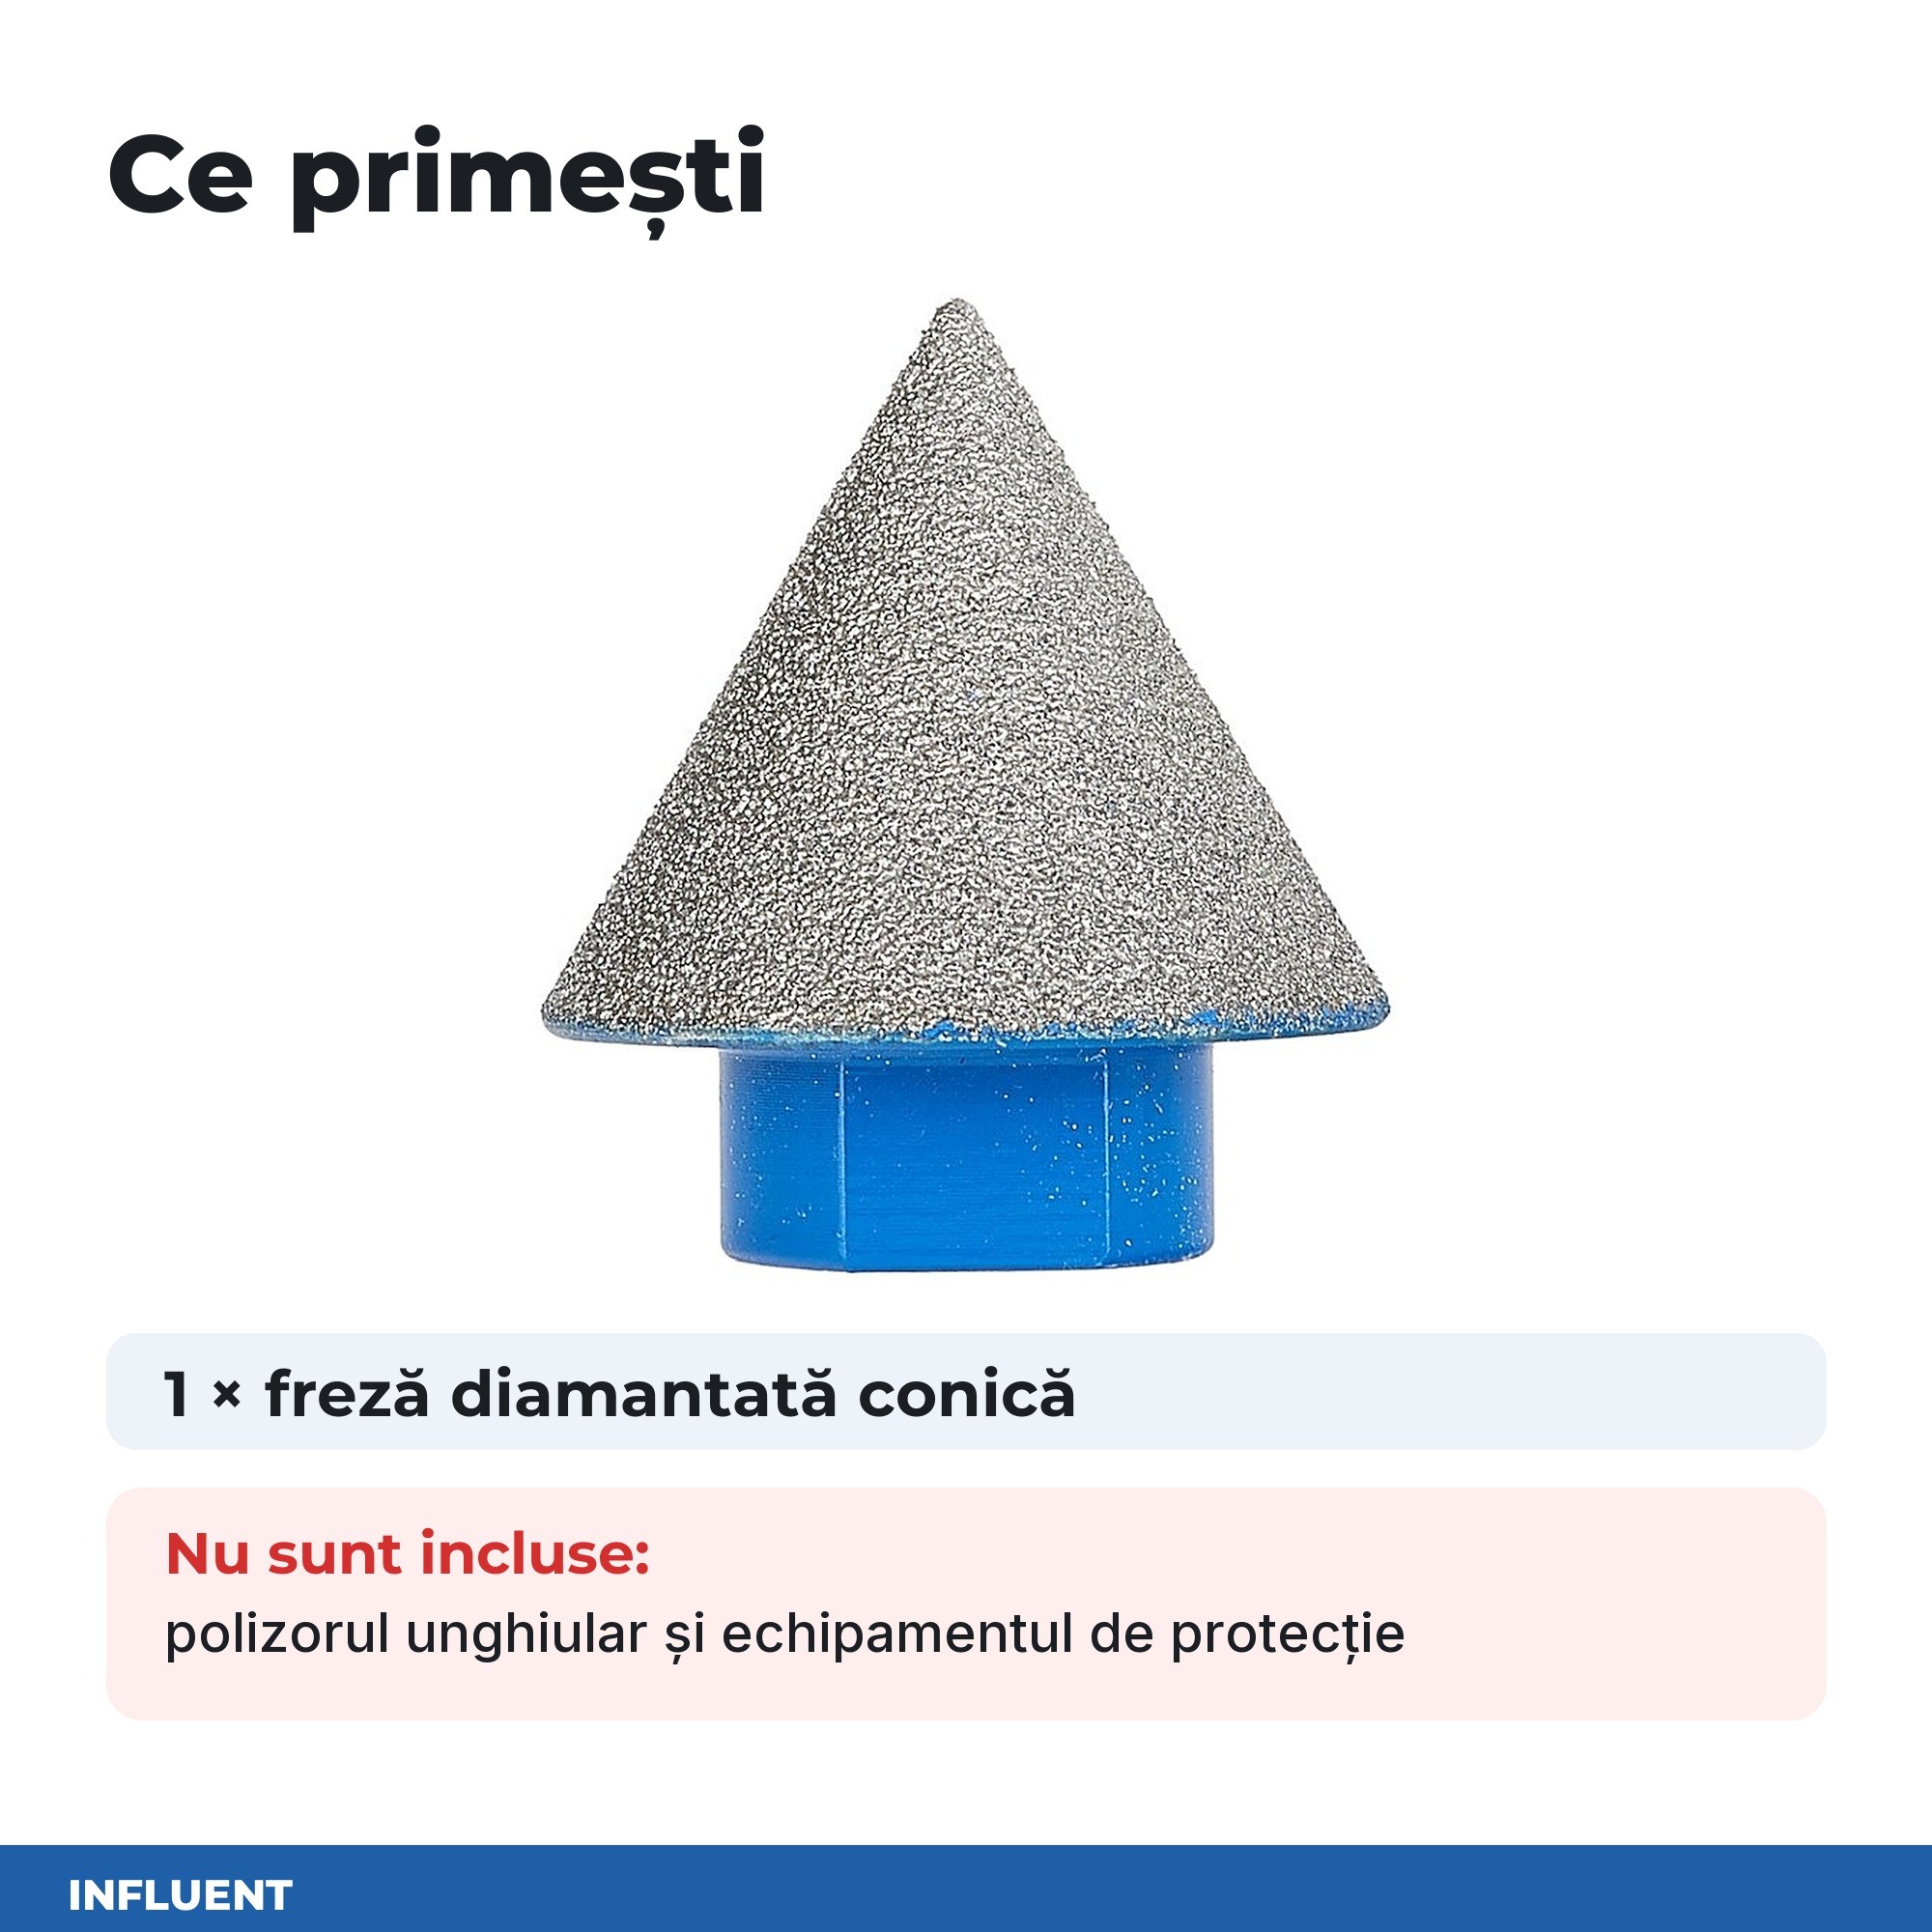 Ce primești
1 × freză diamantată conică
Nu sunt incluse:
polizorul unghiular și echipamentul de protecție
INFLUENT